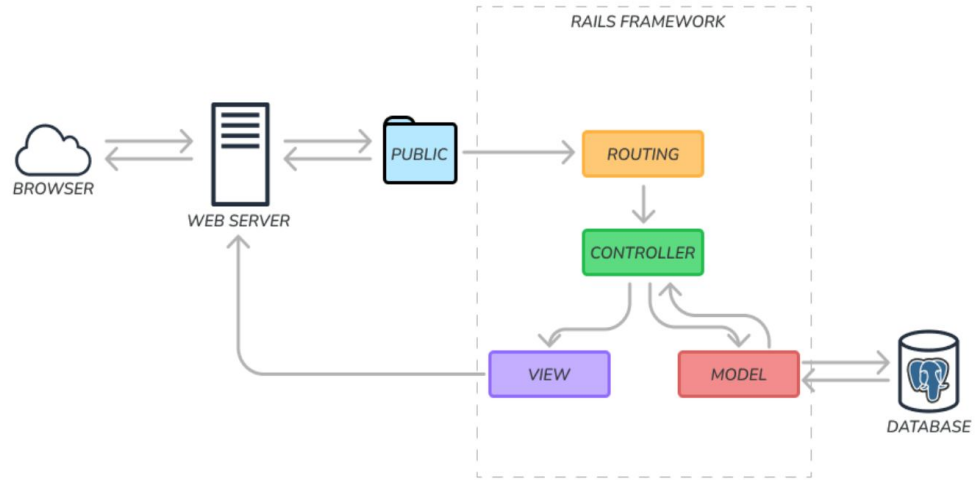 RAILS FRAMEWORK
BROWSER
WEB SERVER
PUBLIC
ROUTING
CONTROLLER
VIEW
MODEL
DATABASE